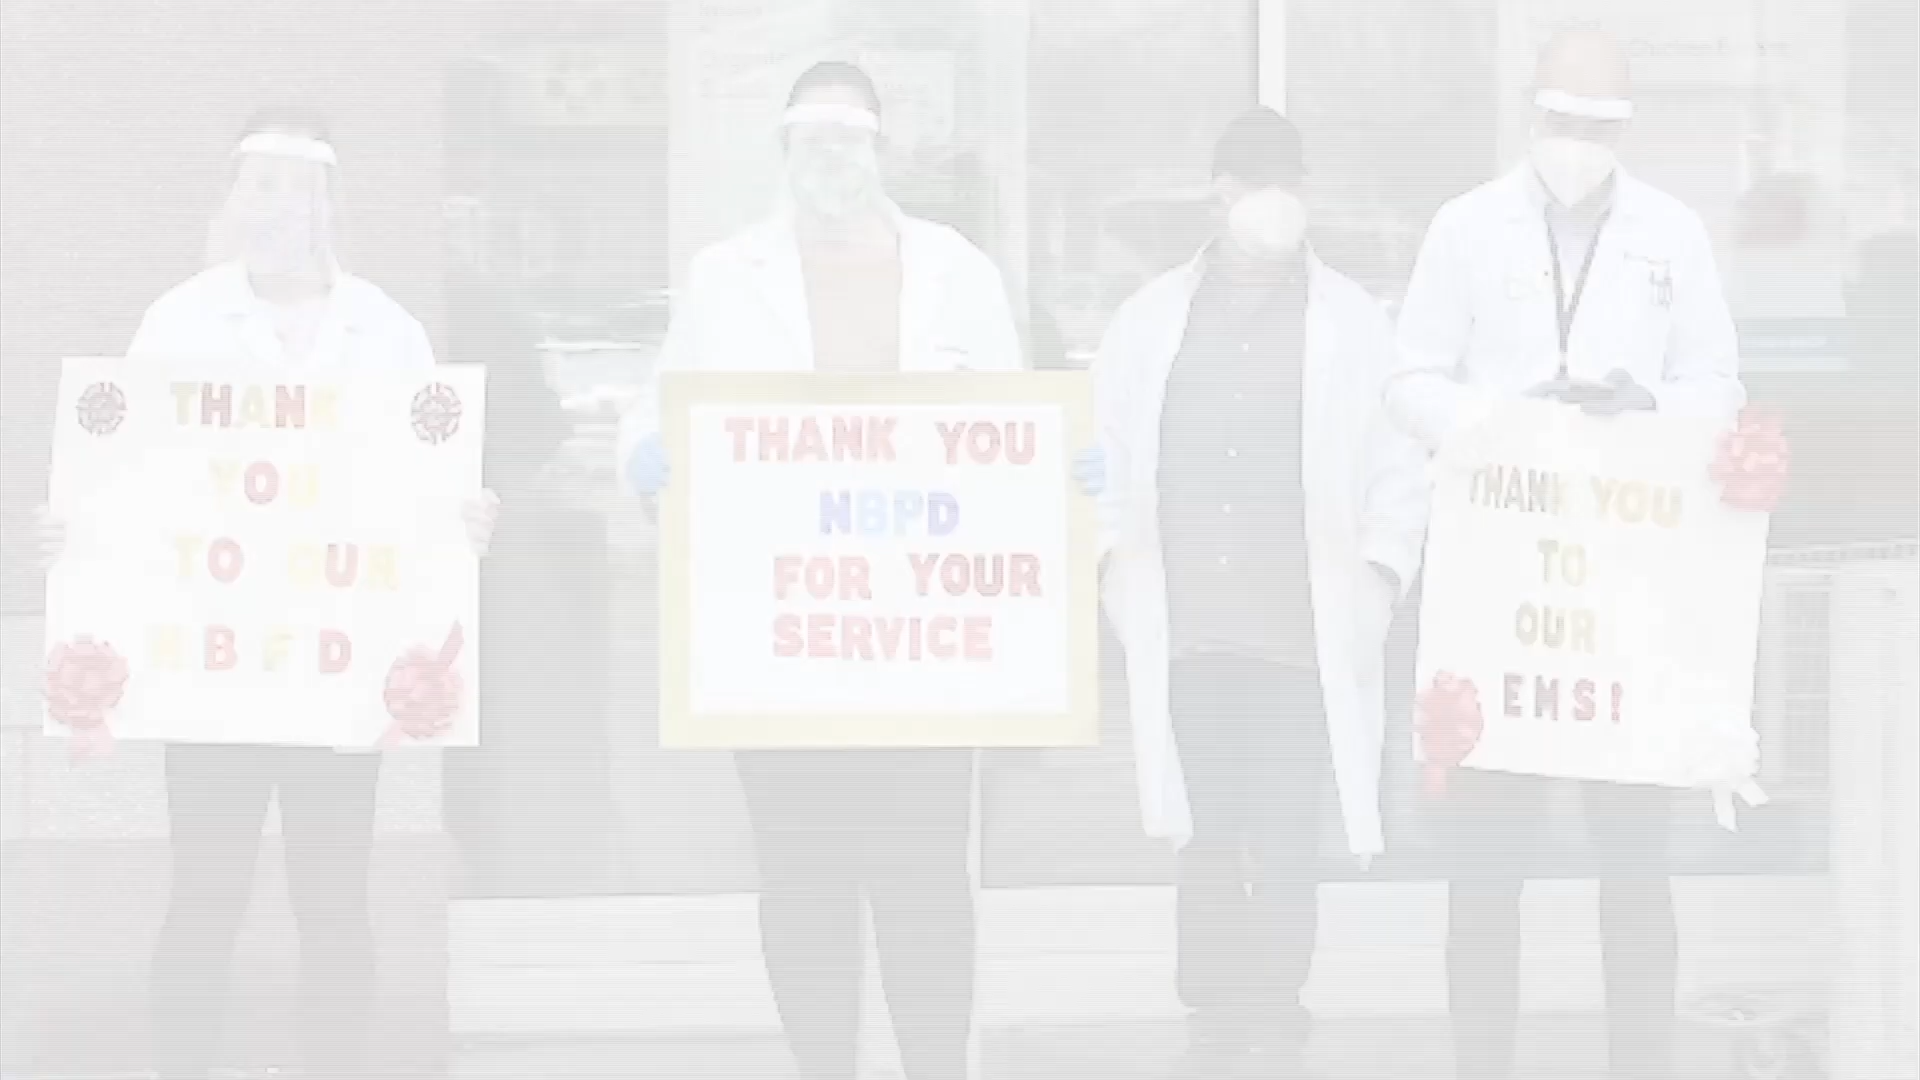 THANK
YOU
TO OUR
NBFD
THANK YOU
NBPD
FOR YOUR
SERVICE
THANK YOU
TO
OUR
EMS!